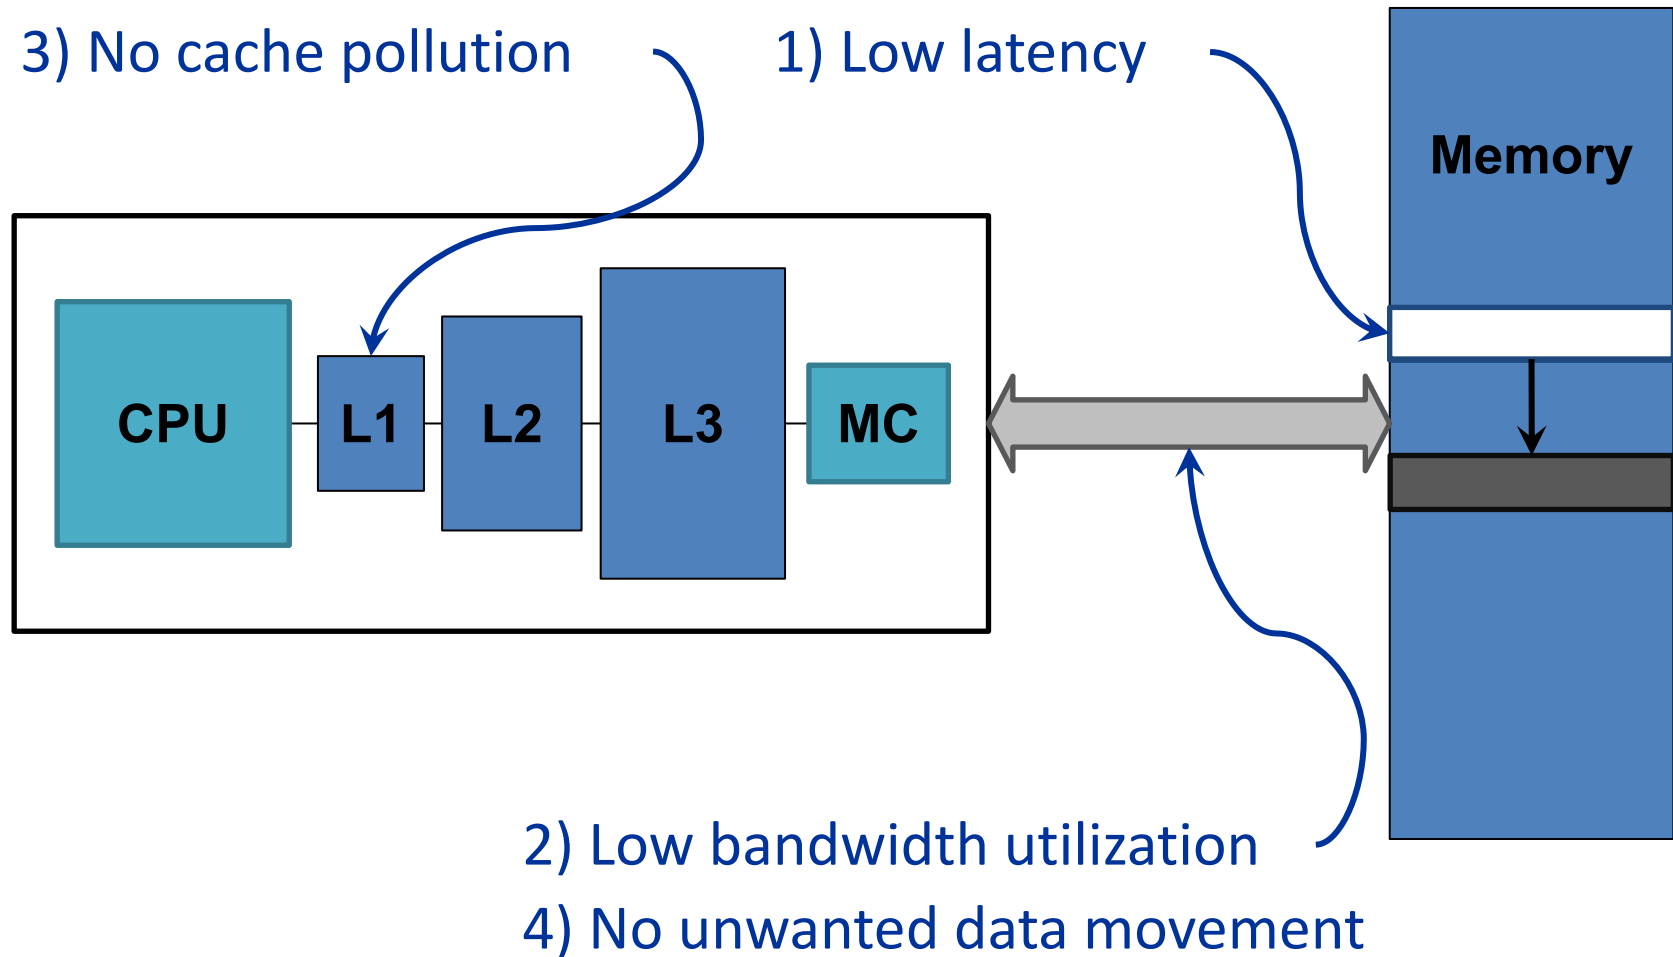 3) No cache pollution
1) Low latency
Memory
CPU
L1
L2
L3
MC
2) Low bandwidth utilization
4) No unwanted data movement